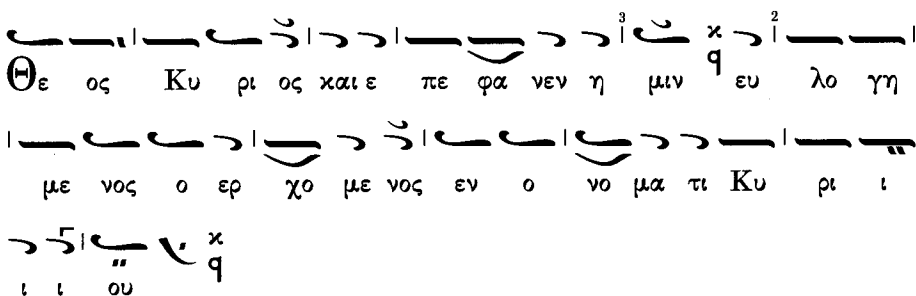 Θε ος Κυ ρι ος και ε πε φα νεν η μιν ευ λο γη
με νος ο ερ χο με νος εν ο νο μα τι Κυ ρι ι
ι ι ου